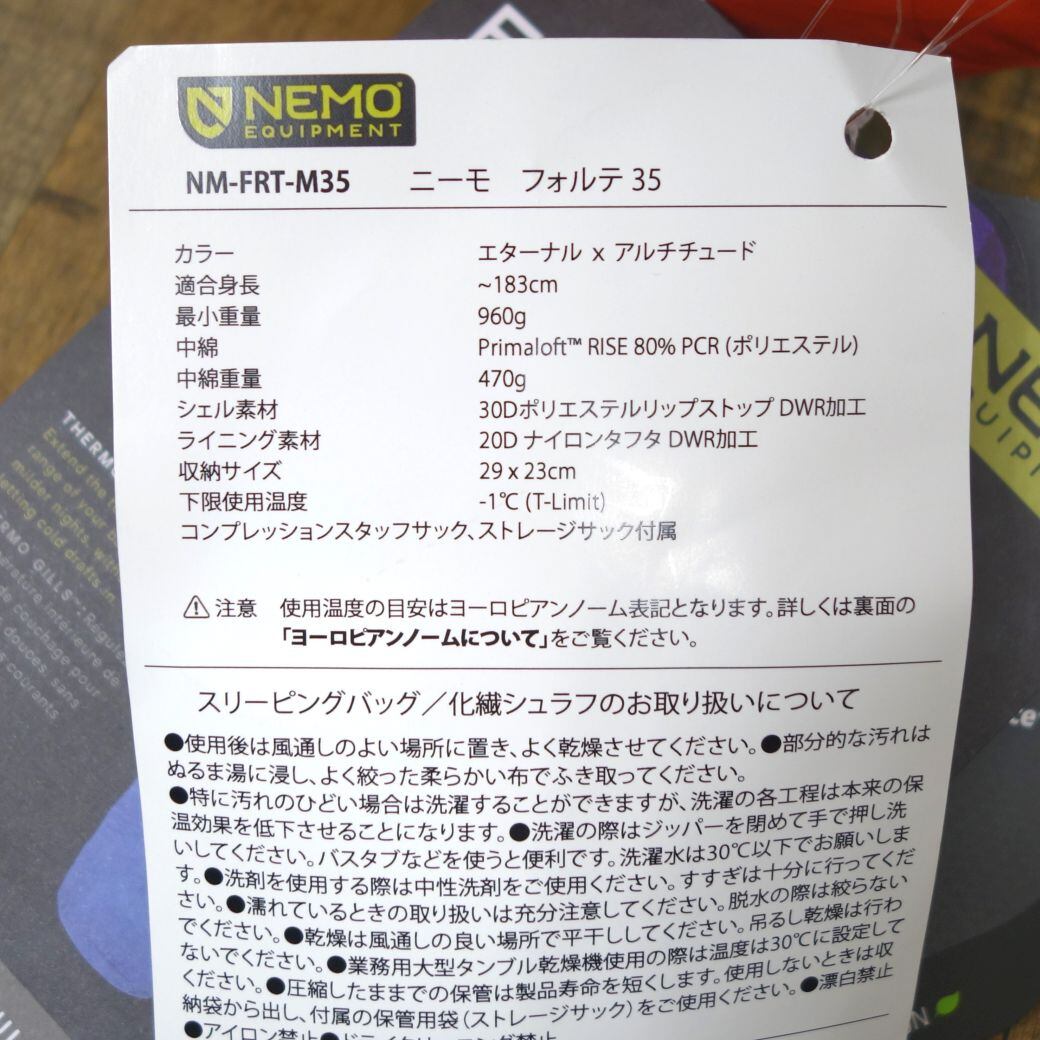 NEMO
EQUIPMENT
NM-FRT-M35 ニーモ フォルテ 35
カラー エターナル x アルチチュード
適合身長 ~183cm
最小重量 960g
中綿 Primaloft™ RISE 80% PCR (ポリエステル)
中綿重量 470g
シェル素材 30Dポリエステルリップストップ DWR加工
ライニング素材 20D ナイロンタフタ DWR加工
収納サイズ 29 x 23cm
下限使用温度 -1℃ (T-Limit)
コンプレッションスタッフサック、ストレージサック付属
⚠ 注意 使用温度の目安はヨーロピアンノーム表記となります。詳しくは裏面の
「ヨーロピアンノームについて」をご覧ください。
スリーピングバッグ／化繊シュラフのお取り扱いについて
●使用後は風通しのよい場所に置き、よく乾燥させてください。●部分的な汚れは
ぬるま湯に浸し、よく絞った柔らかい布でふき取ってください。
●特に汚れのひどい場合は洗濯することができますが、洗濯の各工程は本来の保
温効果を低下させることになります。●洗濯の際はジッパーを閉めて手で押し洗
いしてください。バスタブなどを使うと便利です。洗濯水は30℃以下でお願いしま
す。●洗剤を使用する際は中性洗剤をご使用ください。すすぎは十分に行ってくだ
さい。●濡れているときの取り扱いは充分注意してください。脱水の際は絞らない
でください。●乾燥は風通しの良い場所で平干ししてください。吊るし乾燥は行わ
ないでください。●業務用大型タンブル乾燥機使用の際は温度は30℃に設定して
ください。●圧縮したままでの保管は製品寿命を短くします。使用しないときは収
納袋から出し、付属の保管用袋（ストレージサック）をご使用ください。●漂白禁止
●アイロン禁止●ドライクリーニング禁止
Extend the
range of your
milder nights, with
letting cold drafts in